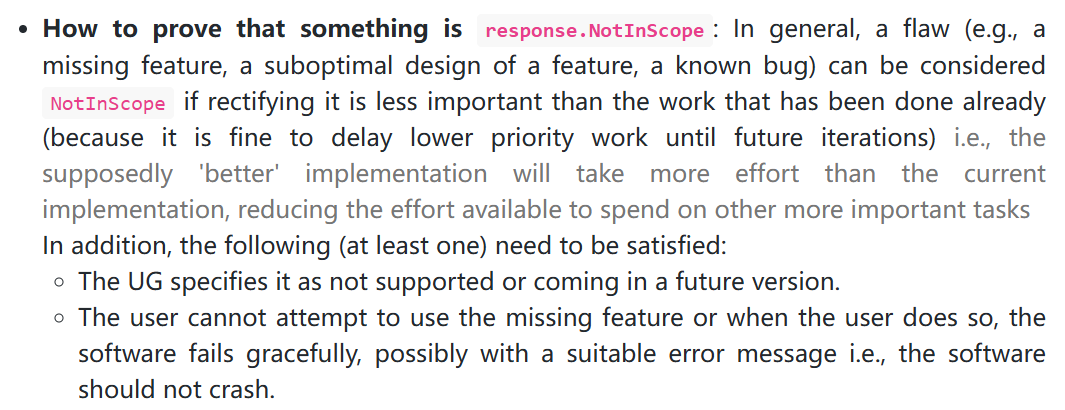 • How to prove that something is response.NotInScope: In general, a flaw (e.g., a
missing feature, a suboptimal design of a feature, a known bug) can be considered
NotInScope if rectifying it is less important than the work that has been done already
(because it is fine to delay lower priority work until future iterations) i.e., the
supposedly 'better' implementation will take more effort than the current
implementation, reducing the effort available to spend on other more important tasks
In addition, the following (at least one) need to be satisfied:
◦ The UG specifies it as not supported or coming in a future version.
◦ The user cannot attempt to use the missing feature or when the user does so, the
software fails gracefully, possibly with a suitable error message i.e., the software
should not crash.